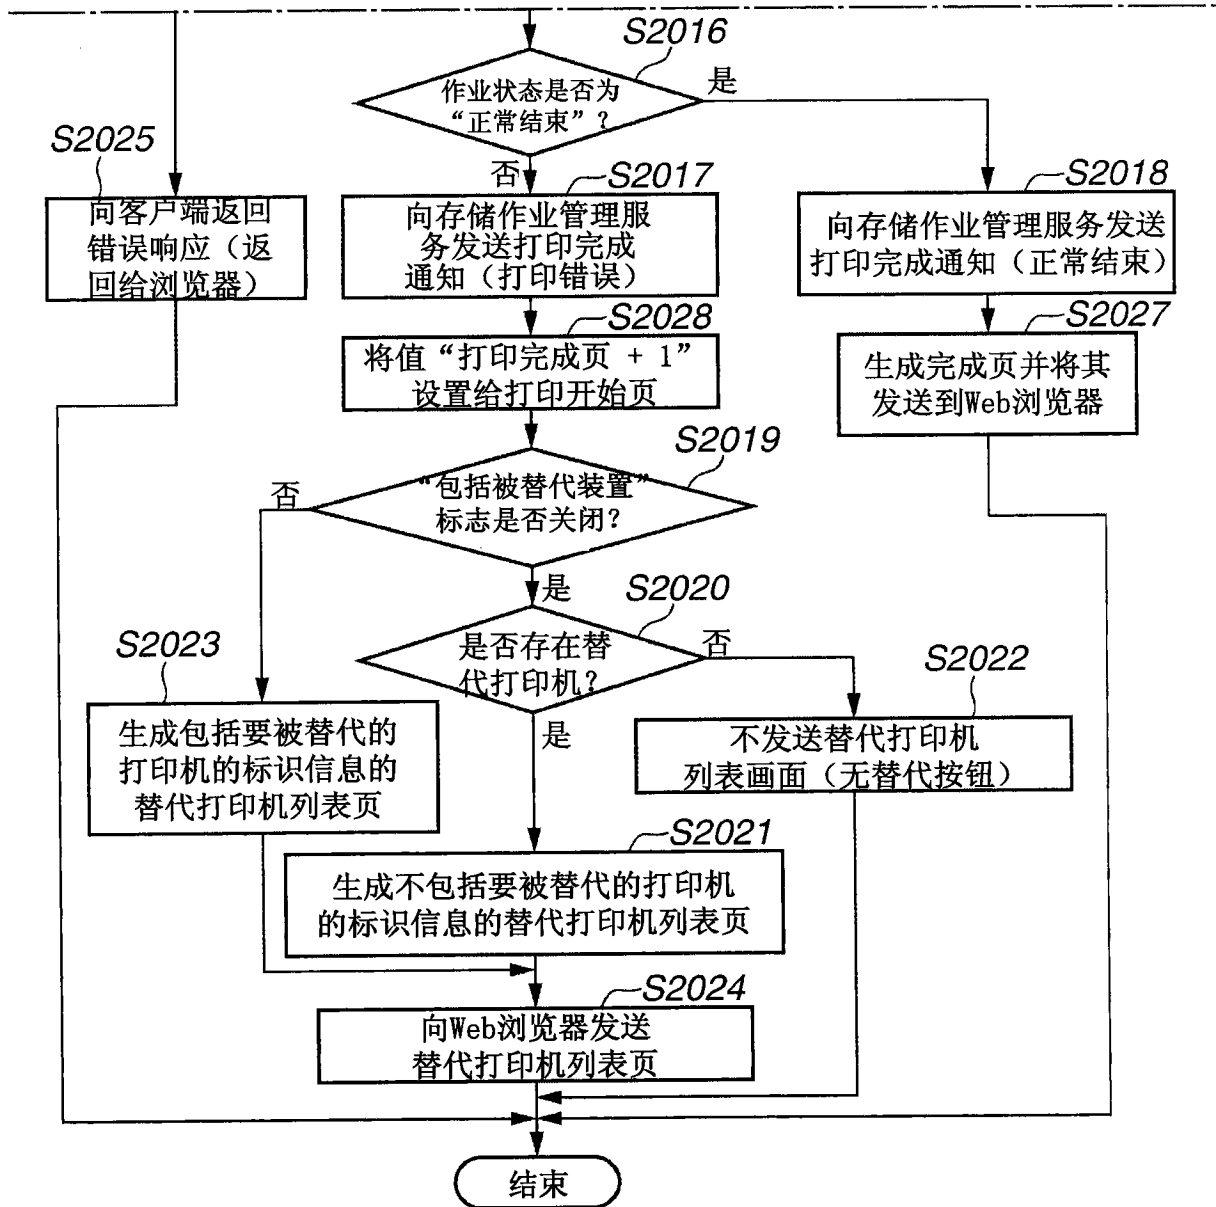 S2016
作业状态是否为
“正常结束”？
是
否
S2025
向客户端返回
错误响应（返
回给浏览器）
S2017
向存储作业管理服
务发送打印完成
通知（打印错误）
S2018
向存储作业管理服务发送
打印完成通知（正常结束）
S2028
将值“打印完成页 + 1”
设置给打印开始页
S2027
生成完成页并将其
发送到Web浏览器
S2019
“包括被替代装置”
标志是否关闭？
否
是
S2020
是否存在替
代打印机？
否
是
S2023
生成包括要被替代的
打印机的标识信息的
替代打印机列表页
S2022
不发送替代打印机
列表画面（无替代按钮）
S2021
生成不包括要被替代的打印机
的标识信息的替代打印机列表页
S2024
向Web浏览器发送
替代打印机列表页
结束